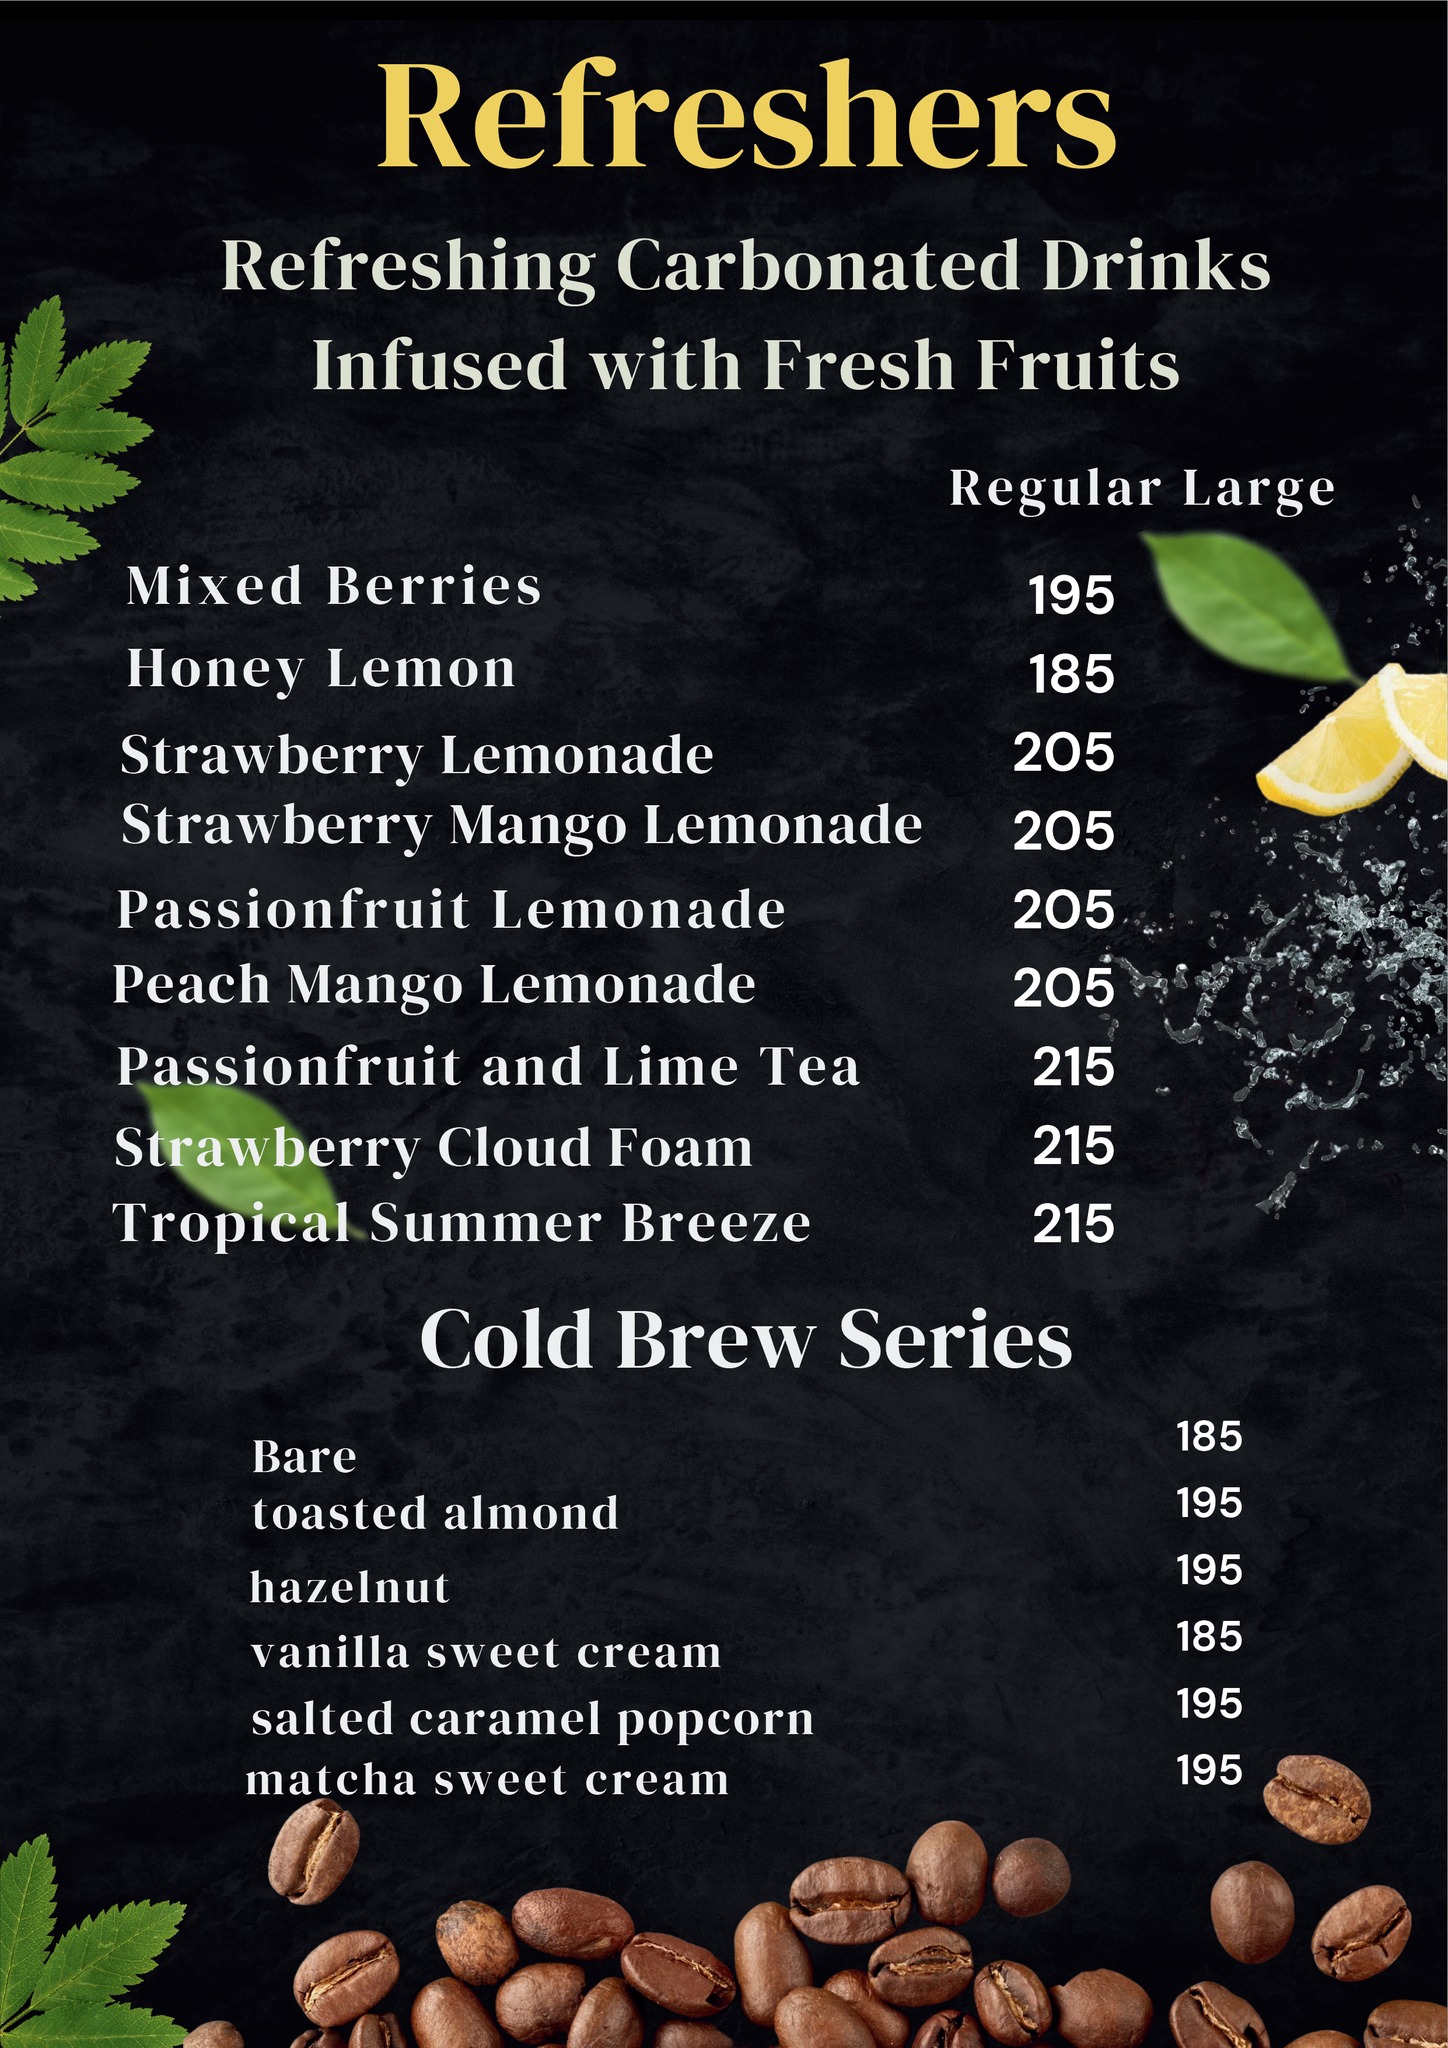 Refreshers
Refreshing Carbonated Drinks
Infused with Fresh Fruits
Regular Large
Mixed Berries 195
Honey Lemon 185
Strawberry Lemonade 205
Strawberry Mango Lemonade 205
Passionfruit Lemonade 205
Peach Mango Lemonade 205
Passionfruit and Lime Tea 215
Strawberry Cloud Foam 215
Tropical Summer Breeze 215
Cold Brew Series
Bare 185
toasted almond 195
hazelnut 195
vanilla sweet cream 185
salted caramel popcorn 195
matcha sweet cream 195